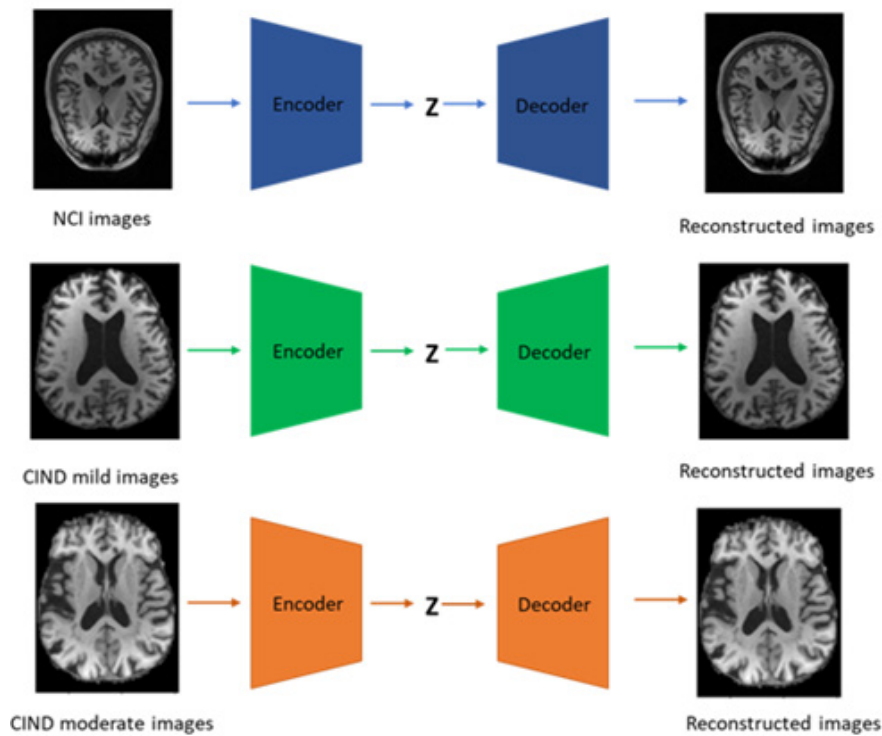 Encoder
Z
Decoder
NCI images
Reconstructed images
Encoder
Z
Decoder
CIND mild images
Reconstructed images
Encoder
Z
Decoder
CIND moderate images
Reconstructed images